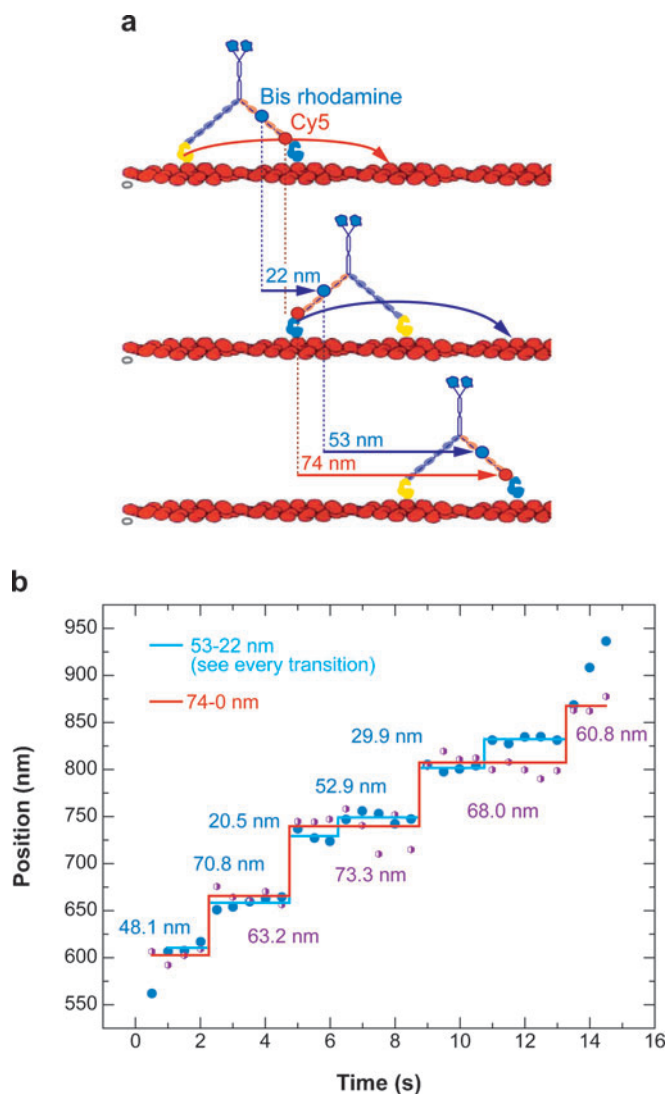 a
Bis rhodamine
Cy5
22 nm
53 nm
74 nm
b
53-22 nm
(see every transition)
74-0 nm
48.1 nm
70.8 nm
20.5 nm
52.9 nm
29.9 nm
63.2 nm
73.3 nm
68.0 nm
60.8 nm
Position (nm)
950
900
850
800
750
700
650
600
550
0 2 4 6 8 10 12 14 16
Time (s)